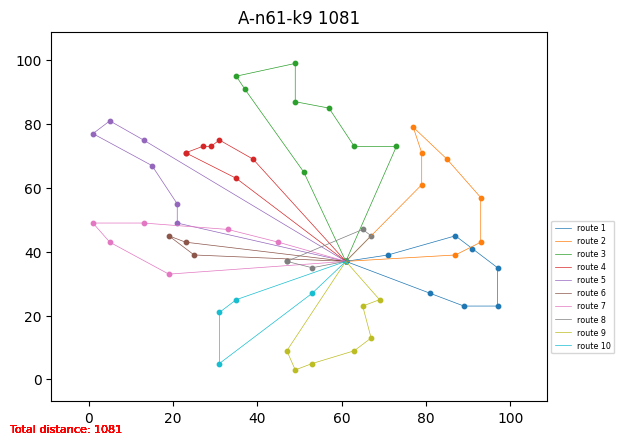 A-n61-k9 1081
100
80
60
40
20
0
0 20 40 60 80 100
route 1
route 2
route 3
route 4
route 5
route 6
route 7
route 8
route 9
route 10
Total distance: 1081